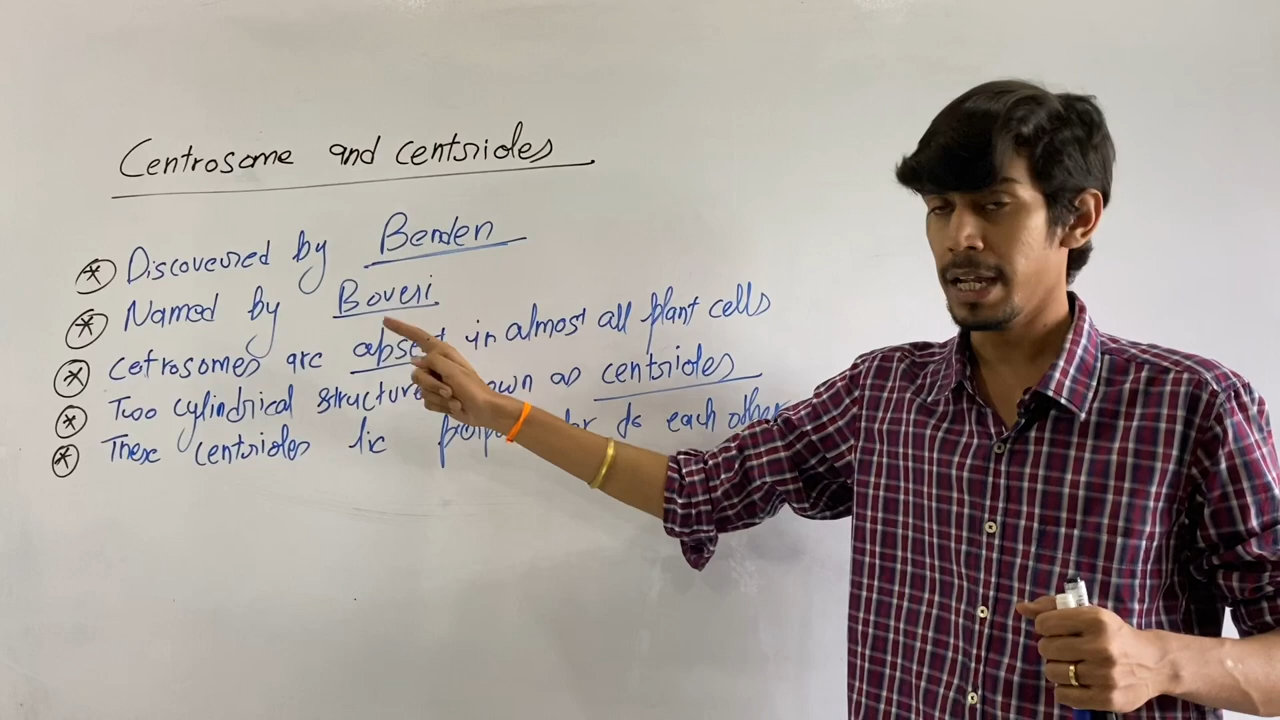 Centrosome and centrioles
* Discovered by Benden
* Named by Boveri
* Cetrosomes are absent in almost all plant cells
* Two cylindrical structure as centrioles
* These centrioles lie to each other